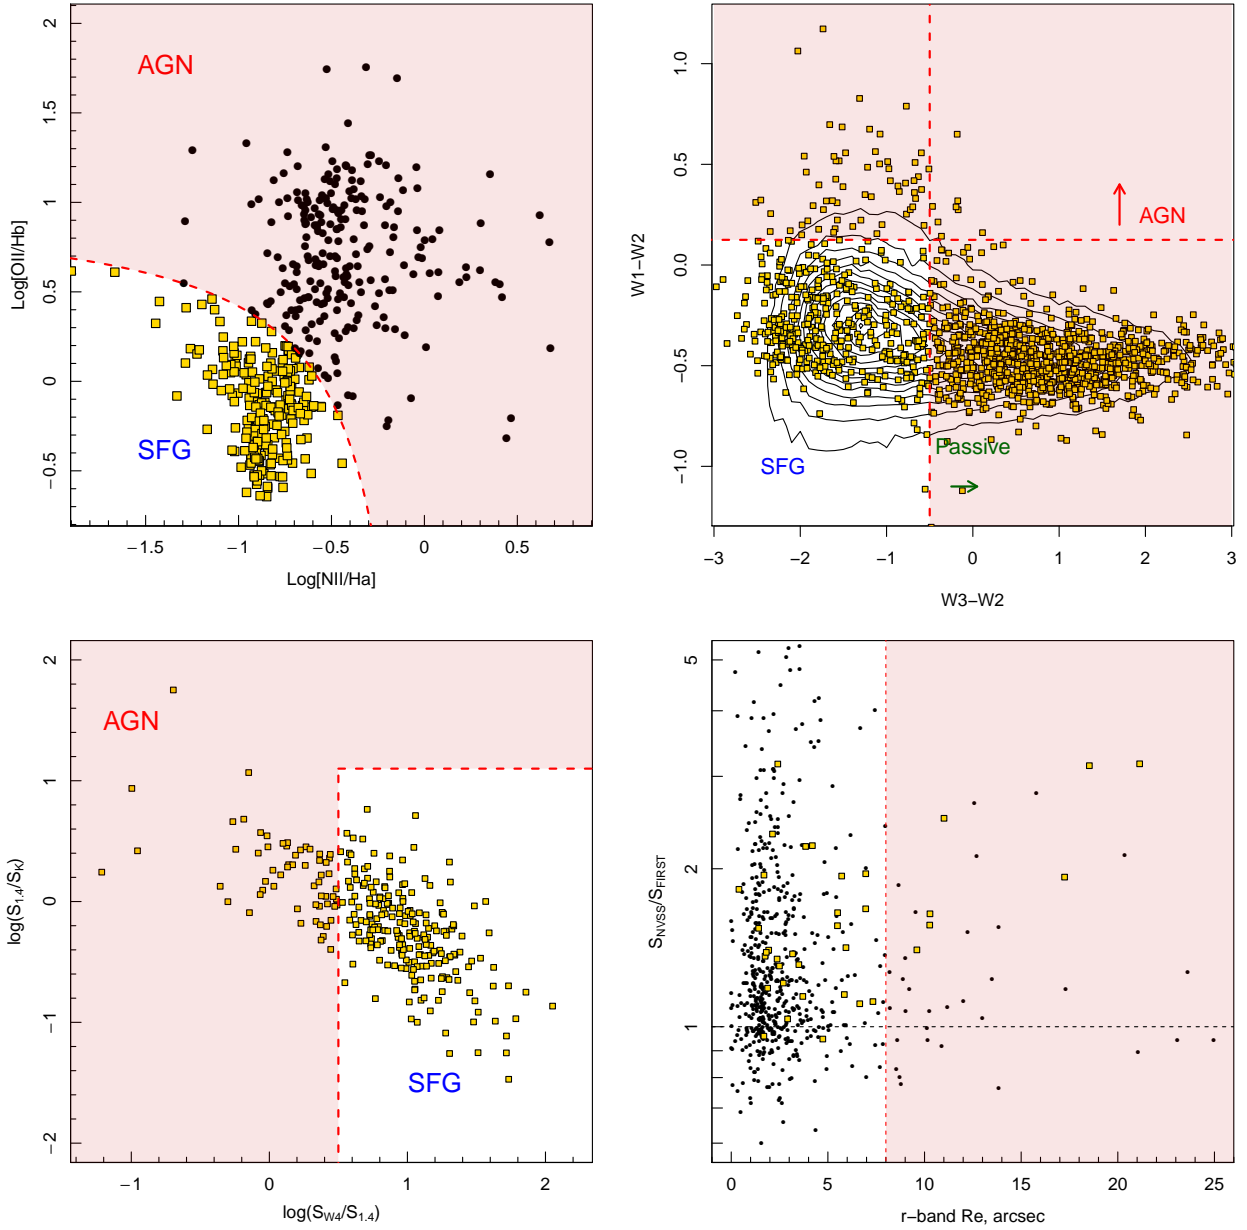 2
1.5
1
0.5
0
−0.5
Log[OII/Hb]
AGN
SFG
−1.5
−1
−0.5
0
0.5
Log[NII/Ha]
1.0
0.5
0.0
−0.5
−1.0
W1−W2
AGN
Passive
SFG
−3
−2
−1
0
1
2
3
W3−W2
2
1
0
−1
−2
log(S1.4/SK)
AGN
SFG
−1
0
1
2
log(SW4/S1.4)
5
2
1
SNVSS/SFIRST
0
5
10
15
20
25
r−band Re, arcsec